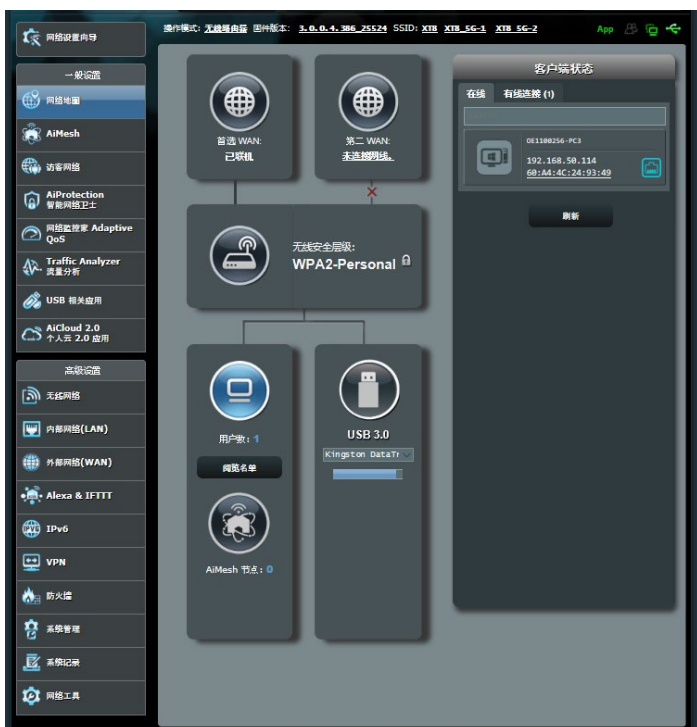 网络设置向导
操作模式: 无线路由器 固件版本: 3.0.0.4.386_25524 SSID: XT8 XT8_5G-1 XT8_5G-2
App
一般设置
网络地图
AiMesh
访客网络
AiProtection
智能网络卫士
网络监控家 Adaptive
QoS
Traffic Analyzer
流量分析
USB 相关应用
AiCloud 2.0
个人云 2.0 应用
高级设置
无线网络
内部网络(LAN)
外部网络(WAN)
Alexa & IFTTT
IPv6
VPN
防火墙
系统管理
系统记录
网络工具
首选 WAN:
已联机
第二 WAN:
未连接网线。
无线安全层级:
WPA2-Personal
用户数: 1
阅览名单
AiMesh 节点: 0
USB 3.0
Kingston DataTr
客户端状态
在线 有线连接 (1)
OE1100256-PC3
192.168.50.114
60:A4:4C:24:93:49
刷新